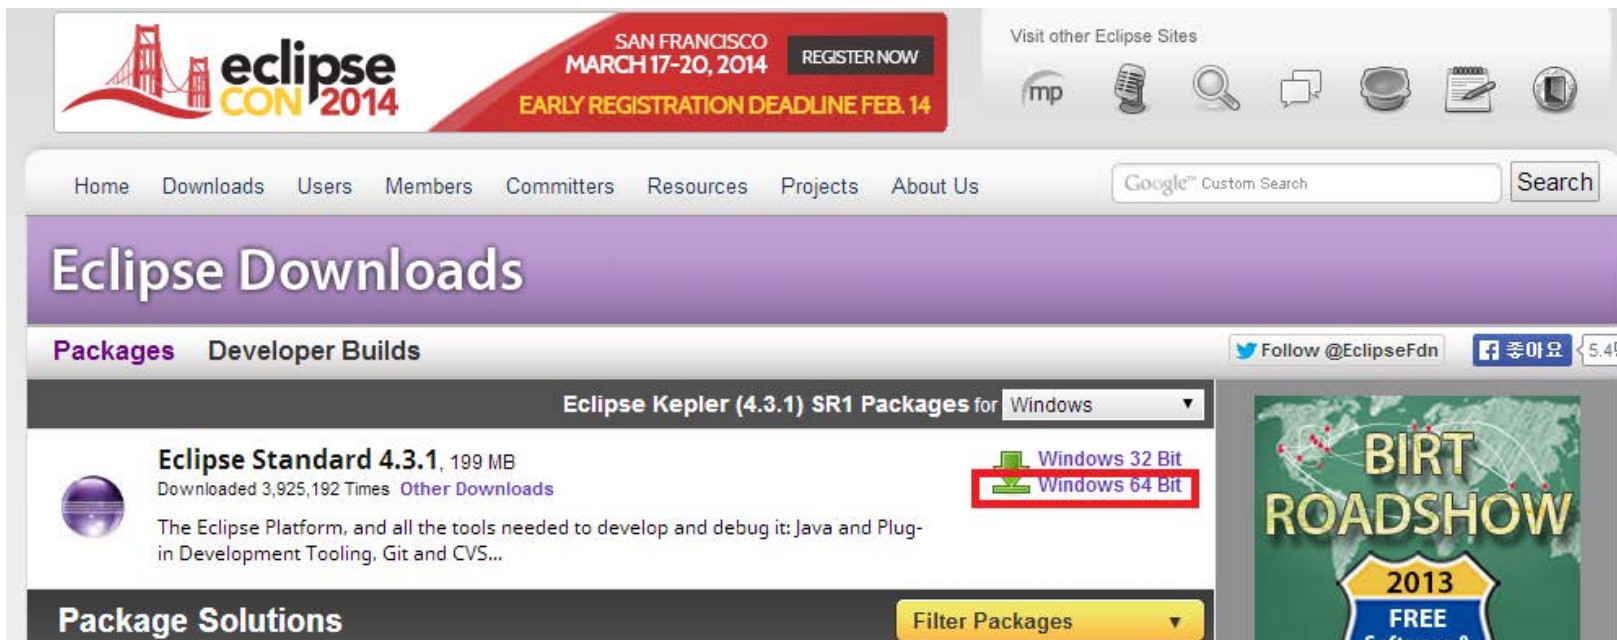 eclipse
CON 2014
SAN FRANCISCO
MARCH 17-20, 2014
REGISTER NOW
EARLY REGISTRATION DEADLINE FEB. 14
Visit other Eclipse Sites
mp
Home Downloads Users Members Committers Resources Projects About Us
Google™ Custom Search
Search
Eclipse Downloads
Packages Developer Builds
Follow @EclipseFdn
좋아요
Eclipse Kepler (4.3.1) SR1 Packages for Windows
Eclipse Standard 4.3.1, 199 MB
Windows 32 Bit
Downloaded 3,925,192 Times Other Downloads
Windows 64 Bit
The Eclipse Platform, and all the tools needed to develop and debug it: Java and Plug-
in Development Tooling, Git and CVS...
BIRT
ROADSHOW
2013
FREE
Package Solutions
Filter Packages